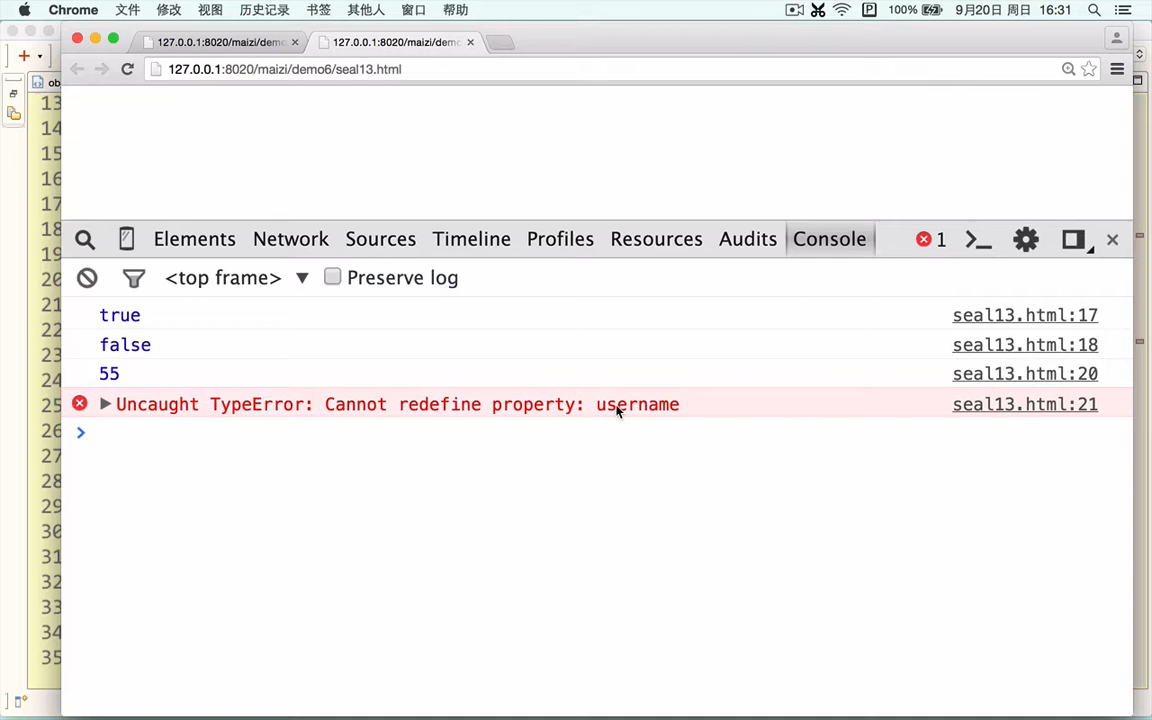 Chrome 文件 修改 视图 历史记录 书签 其他人 窗口 帮助 P 100% 9月20日 周日 16:31
127.0.0.1:8020/maizi/demo 127.0.0.1:8020/maizi/demo
127.0.0.1:8020/maizi/demo6/seal13.html
ob
Elements Network Sources Timeline Profiles Resources Audits Console 1
<top frame> Preserve log
true seal13.html:17
false seal13.html:18
55 seal13.html:20
Uncaught TypeError: Cannot redefine property: username seal13.html:21
13
14
15
16
17
18
19
20
21
22
23
24
25
26
27
28
29
30
31
32
33
34
35